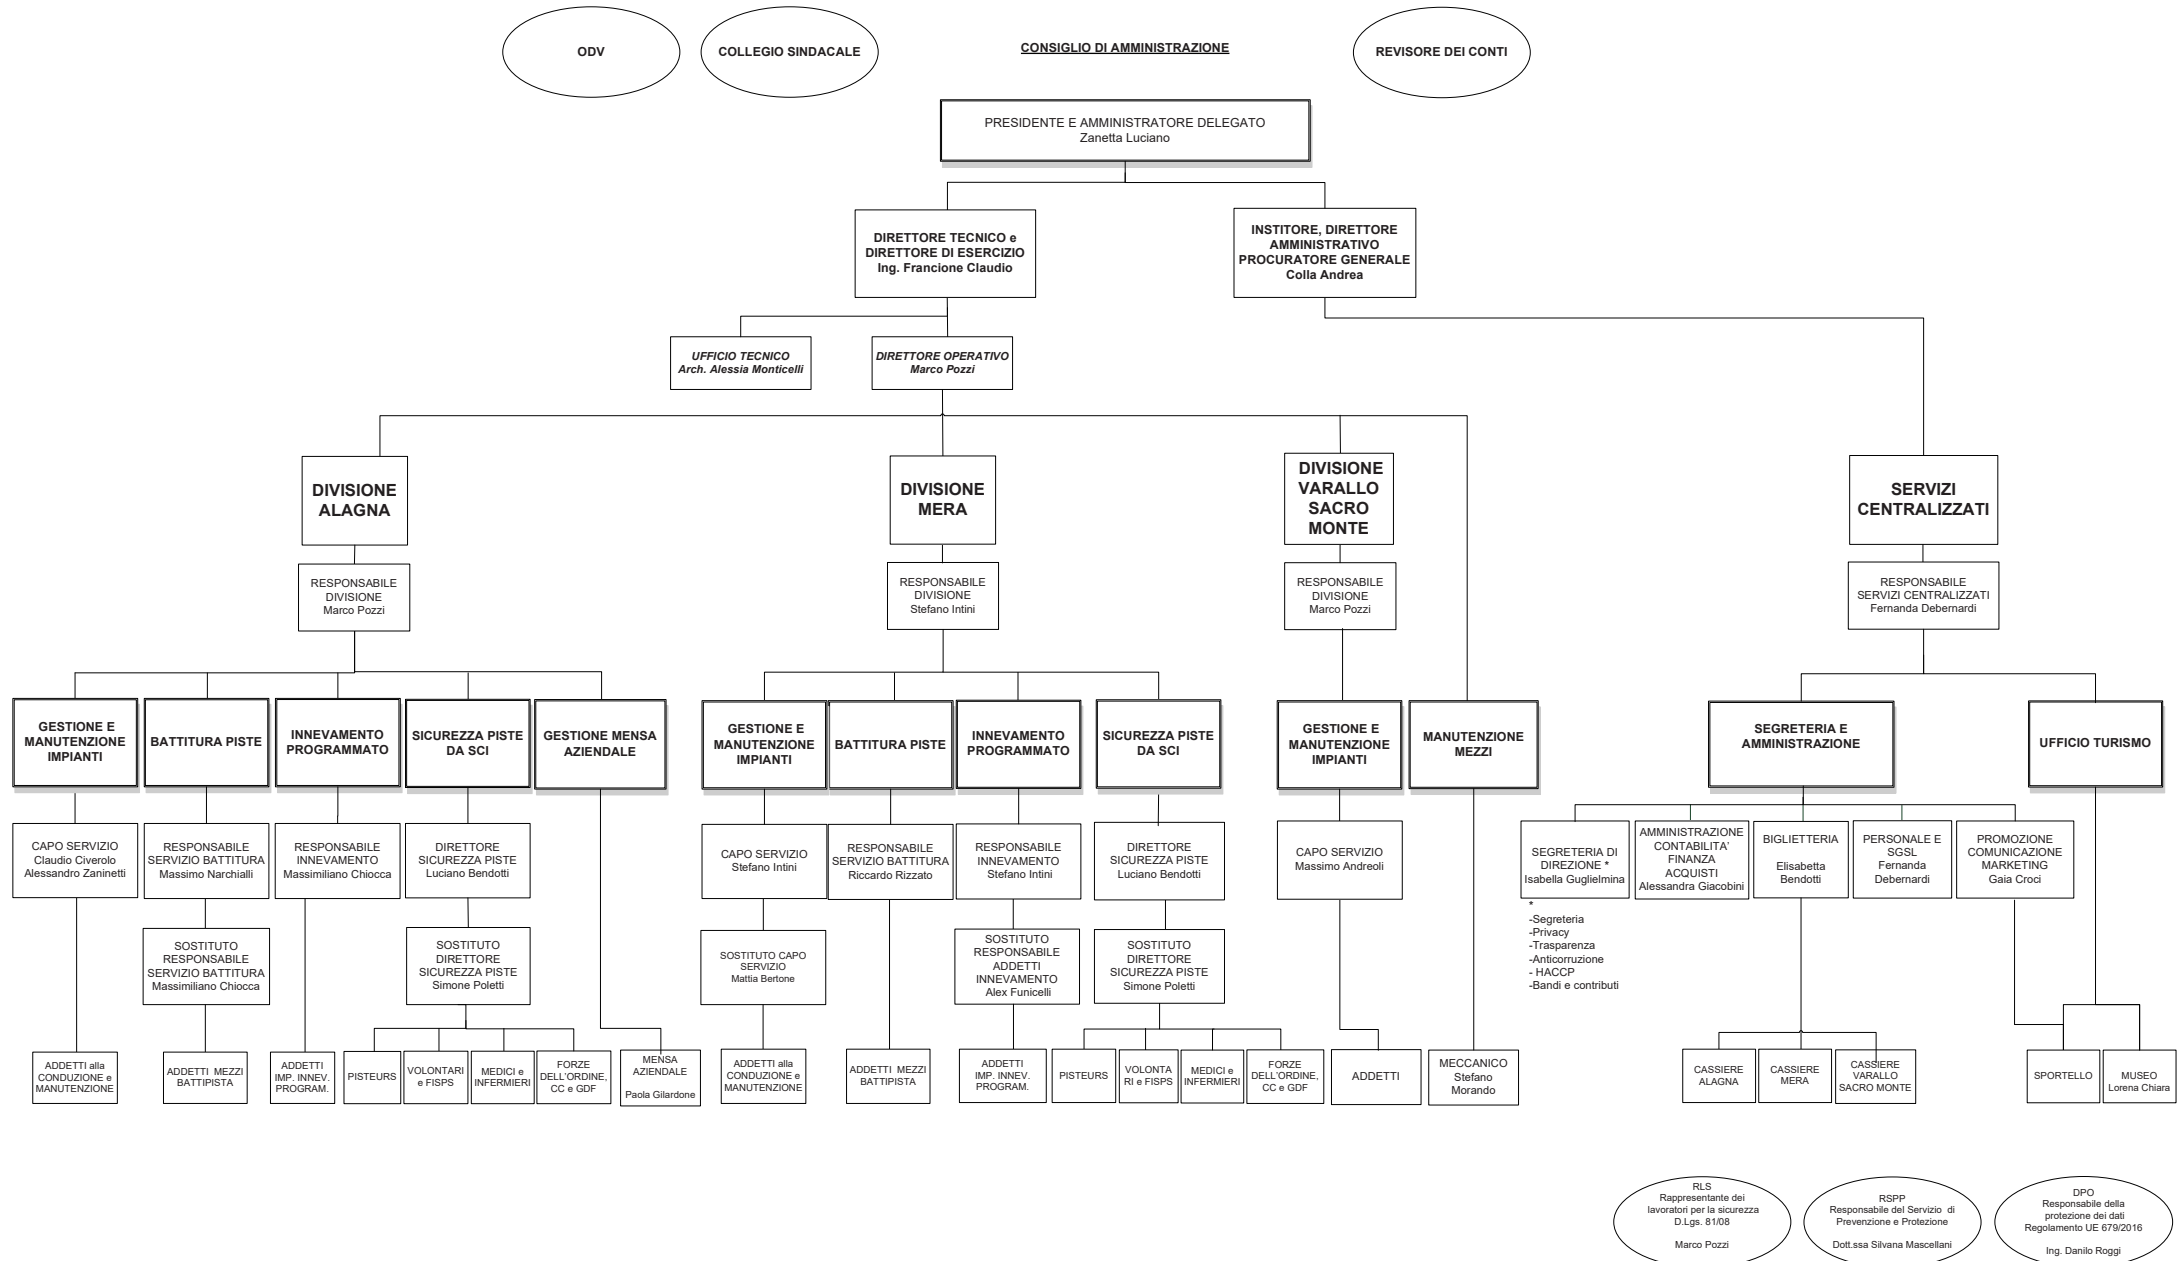 ODV
COLLEGIO SINDACALE
CONSIGLIO DI AMMINISTRAZIONE
REVISORE DEI CONTI
PRESIDENTE E AMMINISTRATORE DELEGATO
Zanetta Luciano
DIRETTORE TECNICO e
DIRETTORE DI ESERCIZIO
Ing. Francione Claudio
INSTITORE, DIRETTORE
AMMINISTRATIVO
PROCURATORE GENERALE
Colla Andrea
UFFICIO TECNICO
Arch. Alessia Monticelli
DIRETTORE OPERATIVO
Marco Pozzi
DIVISIONE
ALAGNA
DIVISIONE
MERA
DIVISIONE
VARALLO
SACRO
MONTE
SERVIZI
CENTRALIZZATI
RESPONSABILE
DIVISIONE
Marco Pozzi
RESPONSABILE
DIVISIONE
Stefano Intini
RESPONSABILE
DIVISIONE
Marco Pozzi
RESPONSABILE
SERVIZI CENTRALIZZATI
Fernanda Debernardi
GESTIONE E
MANUTENZIONE
IMPIANTI
BATTITURA PISTE
INNEVAMENTO
PROGRAMMATO
SICUREZZA PISTE
DA SCI
GESTIONE MENSA
AZIENDALE
GESTIONE E
MANUTENZIONE
IMPIANTI
BATTITURA PISTE
INNEVAMENTO
PROGRAMMATO
SICUREZZA PISTE
DA SCI
GESTIONE E
MANUTENZIONE
IMPIANTI
MANUTENZIONE
MEZZI
SEGRETERIA E
AMMINISTRAZIONE
UFFICIO TURISMO
CAPO SERVIZIO
Claudio Civerolo
Alessandro Zaninetti
RESPONSABILE
SERVIZIO BATTITURA
Massimo Narchialli
RESPONSABILE
INNEVAMENTO
Massimiliano Chiocca
DIRETTORE
SICUREZZA PISTE
Luciano Bendotti
CAPO SERVIZIO
Stefano Intini
RESPONSABILE
SERVIZIO BATTITURA
Riccardo Rizzato
RESPONSABILE
INNEVAMENTO
Stefano Intini
DIRETTORE
SICUREZZA PISTE
Luciano Bendotti
CAPO SERVIZIO
Massimo Andreoli
SEGRETERIA DI
DIREZIONE *
Isabella Guglielmina
AMMINISTRAZIONE
CONTABILITA'
FINANZA
ACQUISTI
Alessandra Giacobini
BIGLIETTERIA
Elisabetta
Bendotti
PERSONALE E
SGSL
Fernanda
Debernardi
PROMOZIONE
COMUNICAZIONE
MARKETING
Gaia Croci
*
-Segreteria
-Privacy
-Trasparenza
-Anticorruzione
- HACCP
-Bandi e contributi
SOSTITUTO
RESPONSABILE
SERVIZIO BATTITURA
Massimiliano Chiocca
SOSTITUTO
DIRETTORE
SICUREZZA PISTE
Simone Poletti
SOSTITUTO CAPO
SERVIZIO
Mattia Bertone
SOSTITUTO
RESPONSABILE
ADDETTI
INNEVAMENTO
Alex Funicelli
SOSTITUTO
DIRETTORE
SICUREZZA PISTE
Simone Poletti
ADDETTI alla
CONDUZIONE e
MANUTENZIONE
ADDETTI MEZZI
BATTIPISTA
ADDETTI
IMP. INNEV.
PROGRAM.
PISTEURS
VOLONTARI
e FISPS
MEDICI e
INFERMIERI
FORZE
DELL'ORDINE,
CC e GDF
MENSA
AZIENDALE
Paola Gilardone
ADDETTI alla
CONDUZIONE e
MANUTENZIONE
ADDETTI MEZZI
BATTIPISTA
ADDETTI
IMP. INNEV.
PROGRAM.
PISTEURS
VOLONTA
RI e FISPS
MEDICI e
INFERMIERI
FORZE
DELL'ORDINE,
CC e GDF
ADDETTI
MECCANICO
Stefano
Morando
CASSIERE
ALAGNA
CASSIERE
MERA
CASSIERE
VARALLO
SACRO MONTE
SPORTELLO
MUSEO
Lorena Chiara
RLS
Rappresentante dei
lavoratori per la sicurezza
D.Lgs. 81/08
Marco Pozzi
RSPP
Responsabile del Servizio di
Prevenzione e Protezione
Dott.ssa Silvana Mascellani
DPO
Responsabile della
protezione dei dati
Regolamento UE 679/2016
Ing. Danilo Roggi